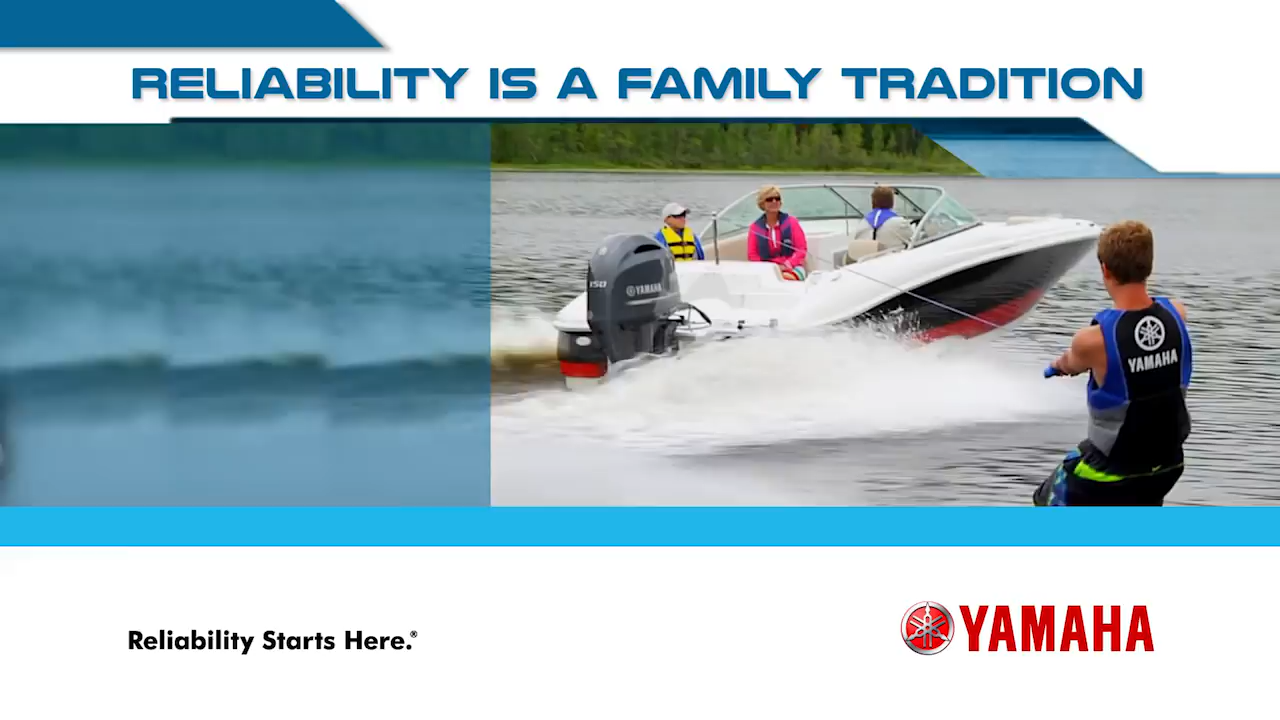 RELIABILITY IS A FAMILY TRADITION
150
YAMAHA
YAMAHA
Reliability Starts Here.®
YAMAHA